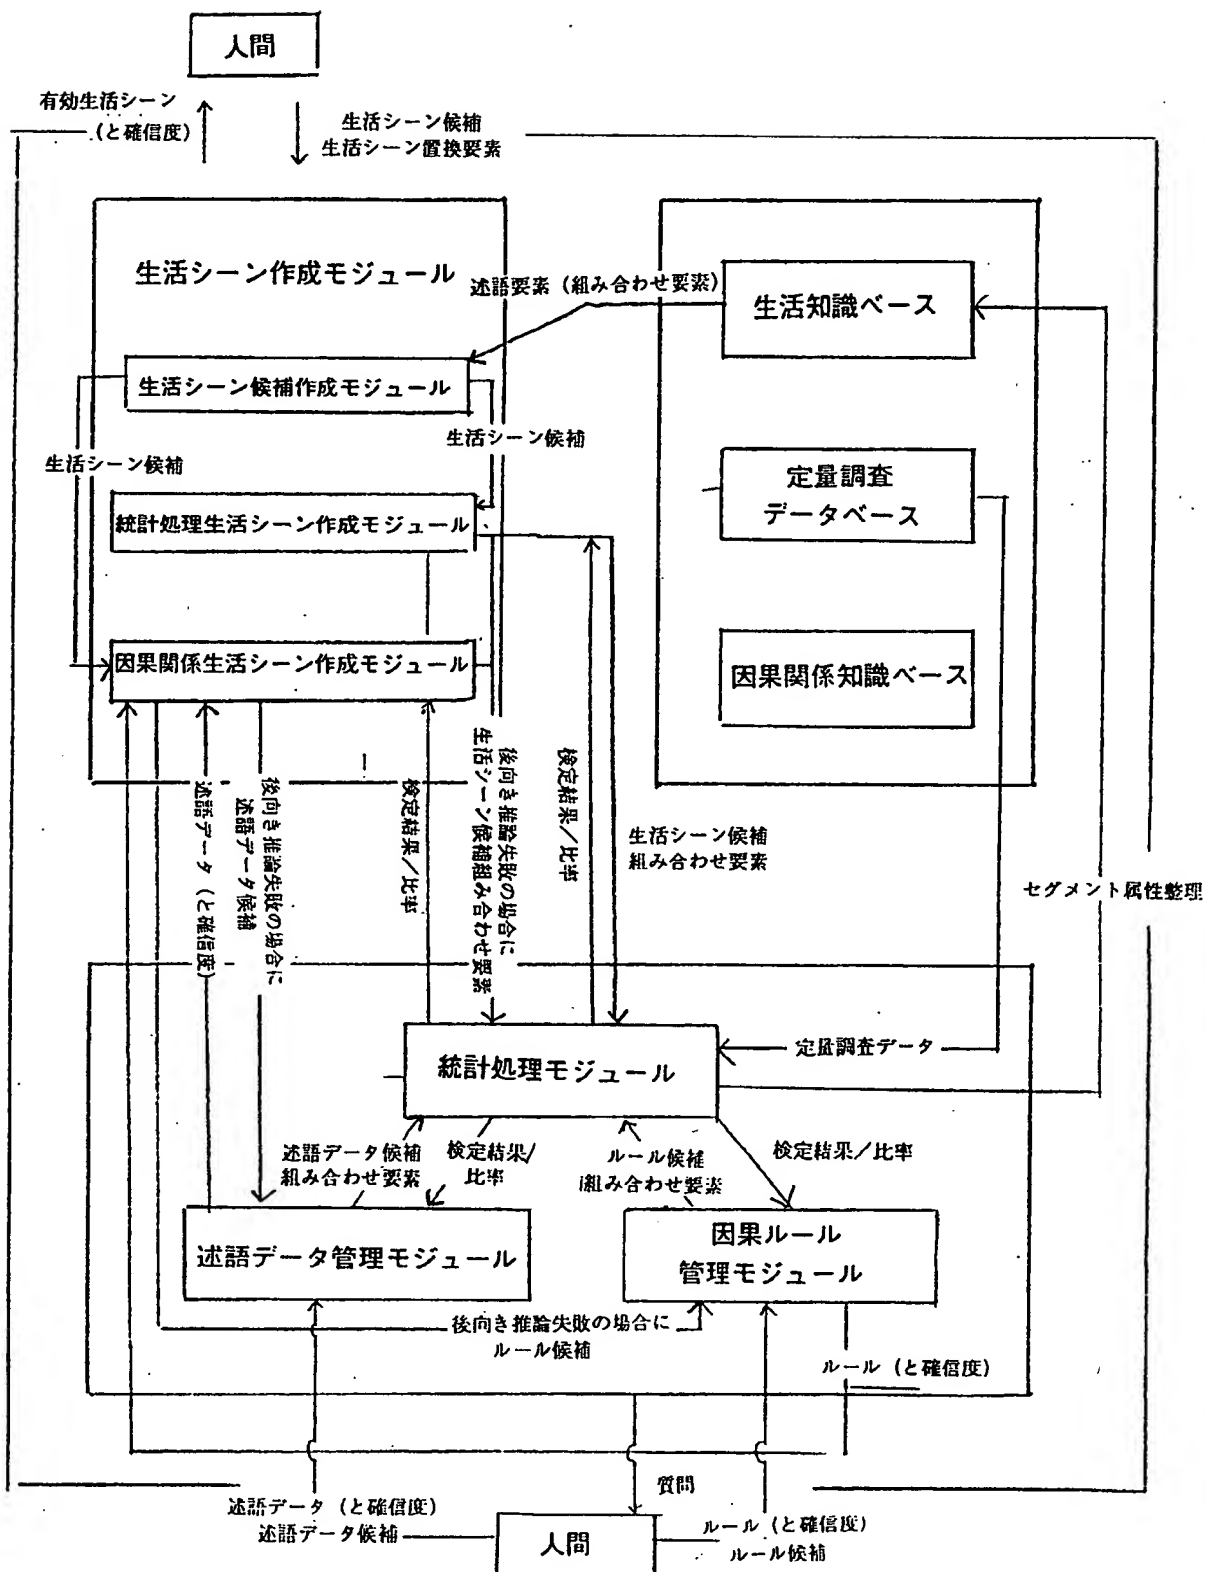 人間
有効生活シーン
(と確信度)
生活シーン候補
生活シーン置換要素
生活シーン作成モジュール
述語要素 (組み合わせ要素)
生活知識ベース
生活シーン候補作成モジュール
生活シーン候補
生活シーン候補
定量調査
データベース
統計処理生活シーン作成モジュール
因果関係生活シーン作成モジュール
因果関係知識ベース
述語データ (と確信度)
後向き推論失敗の場合に
述語データ候補
検定結果/比率
後向き推論失敗の場合に
生活シーン候補組み合わせ要素
検定結果/比率
生活シーン候補
組み合わせ要素
セグメント属性整理
統計処理モジュール
定量調査データ
述語データ候補
組み合わせ要素
検定結果/
比率
ルール候補
組み合わせ要素
検定結果/比率
述語データ管理モジュール
因果ルール
管理モジュール
後向き推論失敗の場合に
ルール候補
ルール (と確信度)
質問
述語データ (と確信度)
述語データ候補
人間
ルール (と確信度)
ルール候補